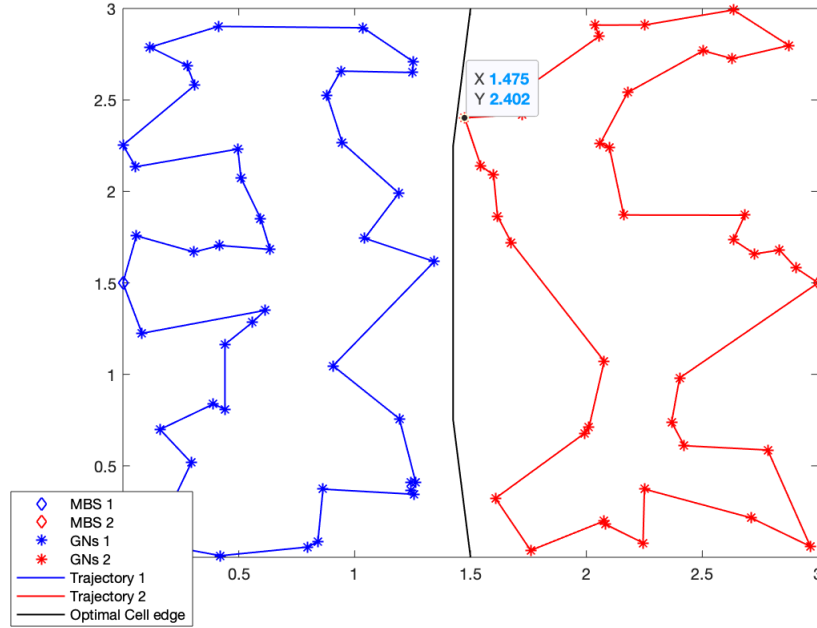 3
2.5
2
1.5
1
0.5
X 1.475
Y 2.402
MBS 1
MBS 2
GNs 1
GNs 2
Trajectory 1
Trajectory 2
Optimal Cell edge
0.5 1 1.5 2 2.5 3